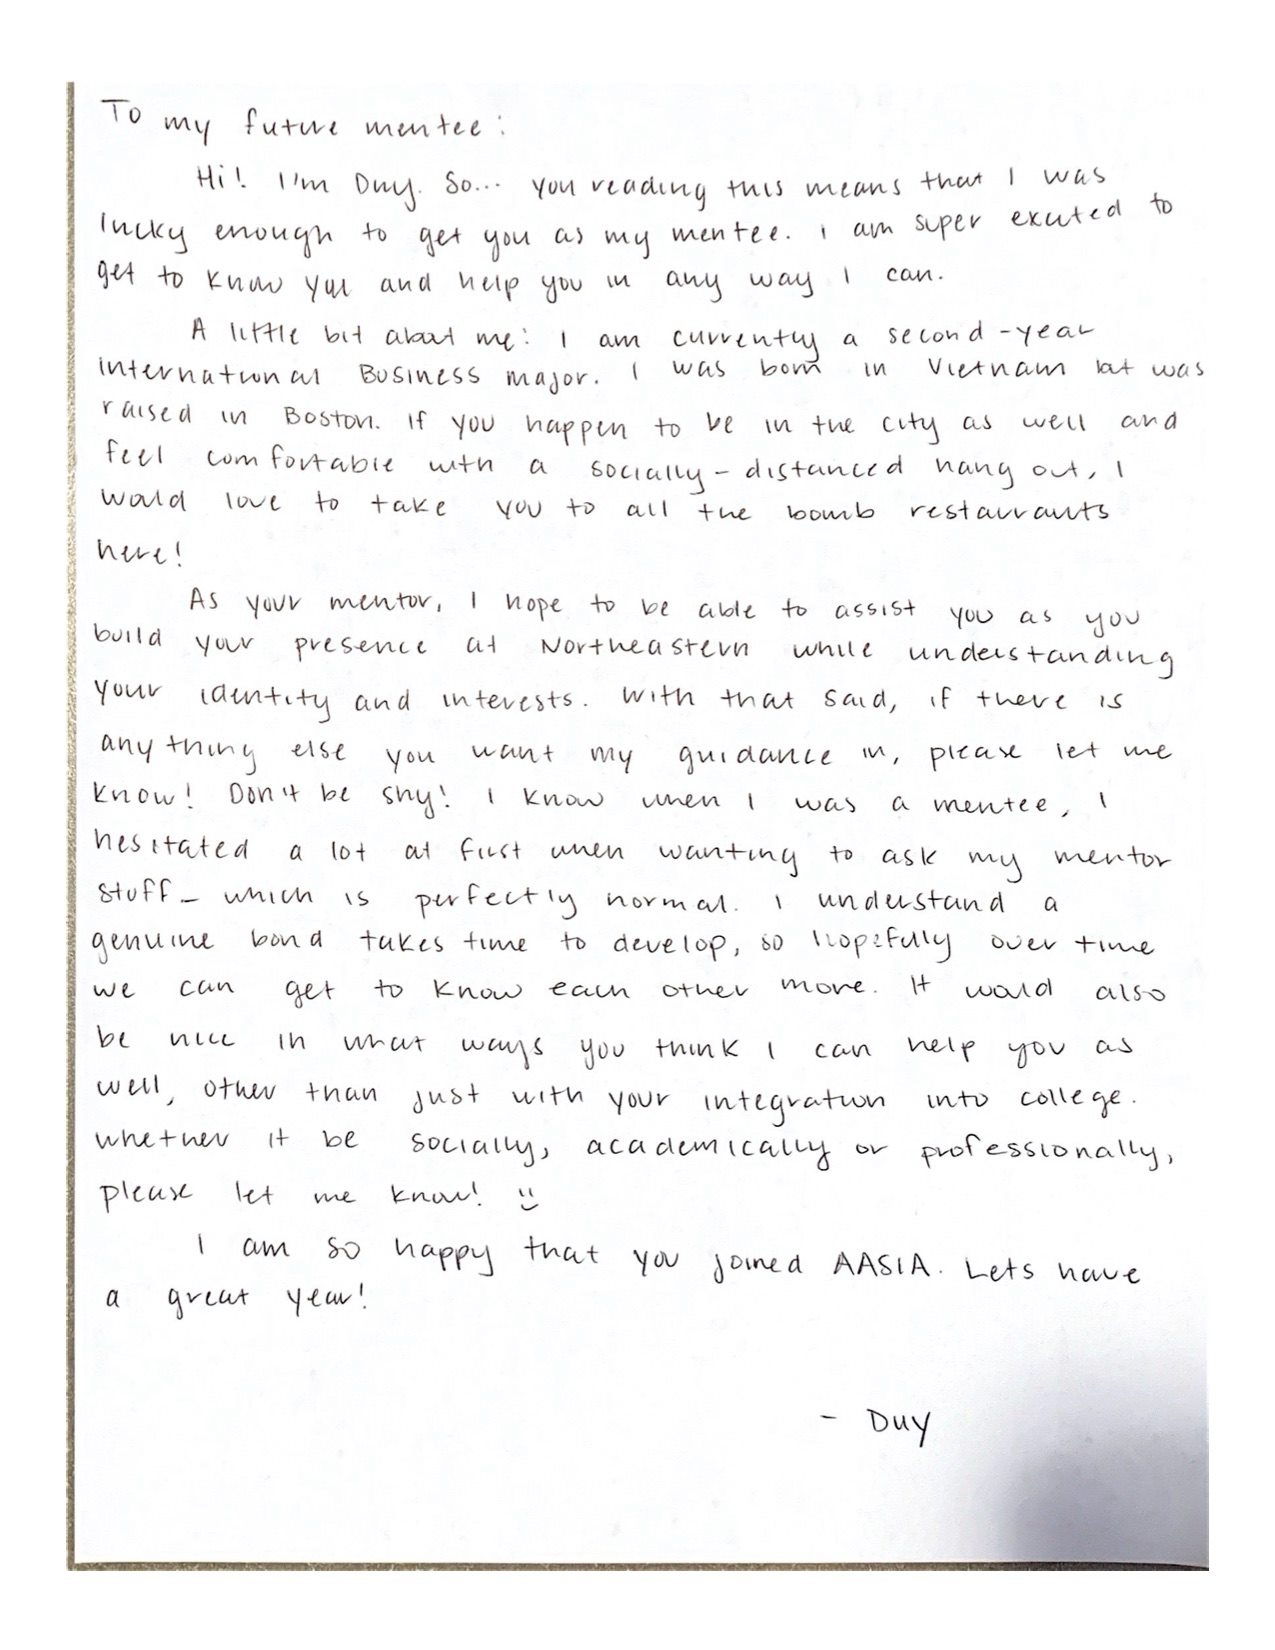 To my future mentee:
Hi! I'm Duy. So... you reading this means that I was
lucky enough to get you as my mentee. I am super excited to
get to know you and help you in any way I can.
A little bit about me: I am currently a second-year
International Business major. I was born in Vietnam but was
raised in Boston. If you happen to be in the city as well and
feel comfortable with a socially-distanced hang out, I
would love to take you to all the bomb restaurants
here!
As your mentor, I hope to be able to assist you as you
build your presence at Northeastern while understanding
your identity and interests. With that said, if there is
anything else you want my guidance in, please let me
know! Don't be shy! I know when I was a mentee, I
hesitated a lot at first when wanting to ask my mentor
stuff - which is perfectly normal. I understand a
genuine bond takes time to develop, so hopefully over time
we can get to know each other more. It would also
be nice in what ways you think I can help you as
well, other than just with your integration into college.
Whether it be socially, academically or professionally,
please let me know! :)
I am so happy that you joined AASIA. Lets have
a great year!
- Duy